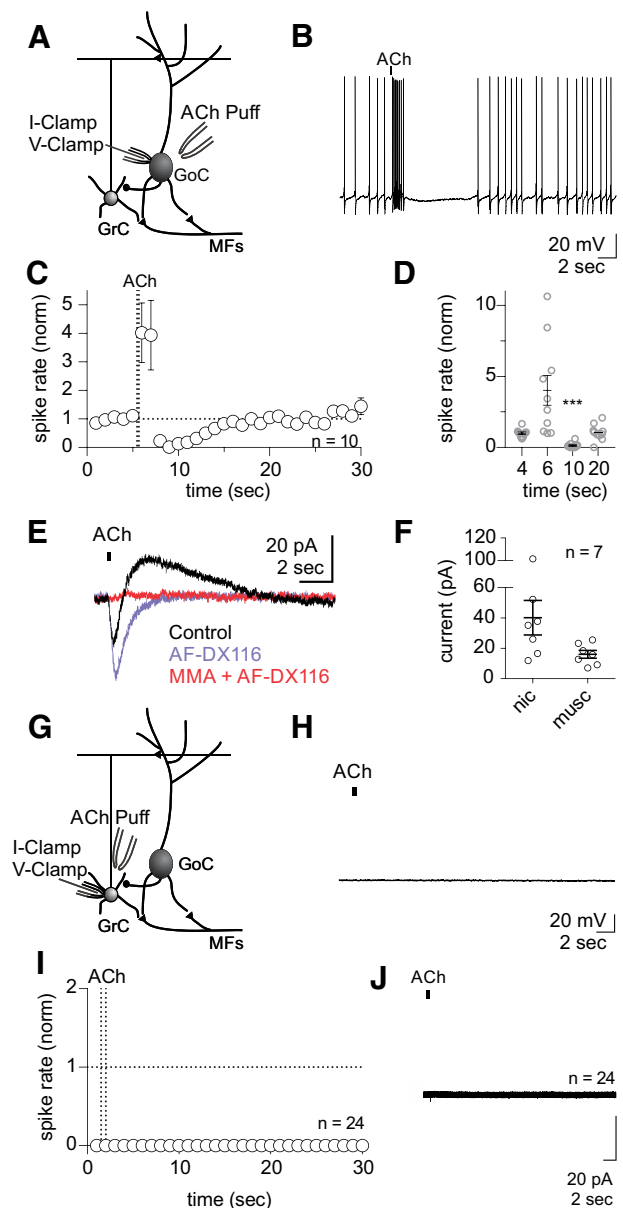 A
I-Clamp
V-Clamp
ACh Puff
GoC
GrC
MFs
B
ACh
20 mV
2 sec
C
ACh
spike rate (norm)
5
4
3
2
1
0
n = 10
0
10
20
30
time (sec)
D
spike rate (norm)
10
5
0
***
4
6
10
20
time (sec)
E
ACh
20 pA
2 sec
Control
AF-DX116
MMA + AF-DX116
F
current (pA)
120
100
60
40
20
0
n = 7
nic
musc
G
ACh Puff
I-Clamp
V-Clamp
GoC
GrC
MFs
H
ACh
20 mV
2 sec
I
ACh
spike rate (norm)
2
1
0
n = 24
0
10
20
30
time (sec)
J
ACh
n = 24
20 pA
2 sec